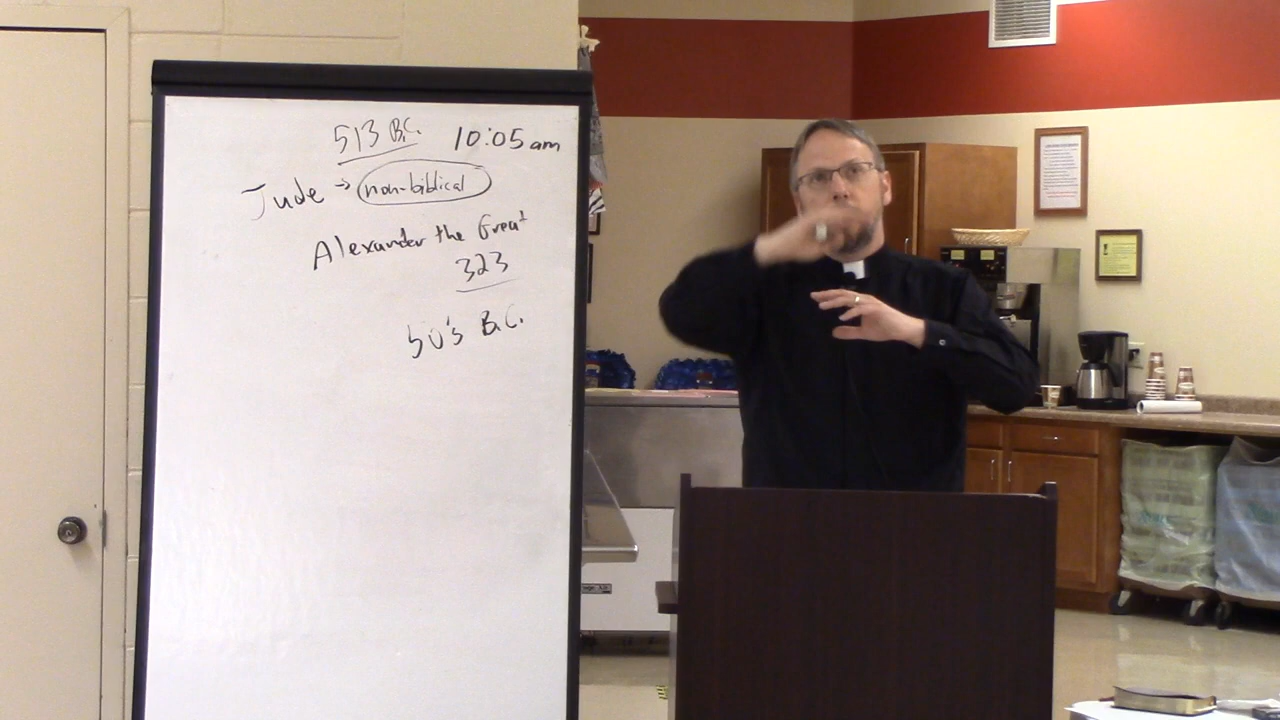 513 B.C. 10:05 am
Jude → non-biblical
Alexander the Great
323
50's B.C.